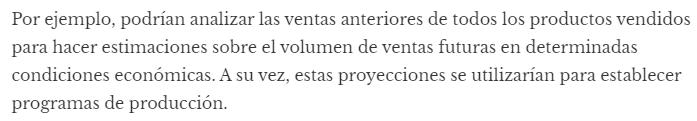 Por ejemplo, podrían analizar las ventas anteriores de todos los productos vendidos
para hacer estimaciones sobre el volumen de ventas futuras en determinadas
condiciones económicas. A su vez, estas proyecciones se utilizarían para establecer
programas de producción.